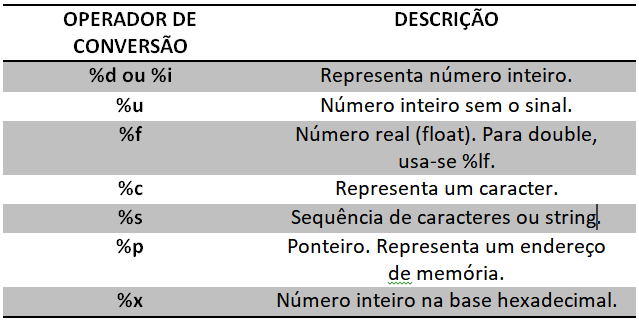 OPERADOR DE DESCRIÇÃO
CONVERSÃO
%d ou %i Representa número inteiro.
%u Número inteiro sem o sinal.
%f Número real (float). Para double,
usa-se %lf.
%c Representa um caracter.
%s Sequência de caracteres ou string.
%p Ponteiro. Representa um endereço
de memória.
%x Número inteiro na base hexadecimal.